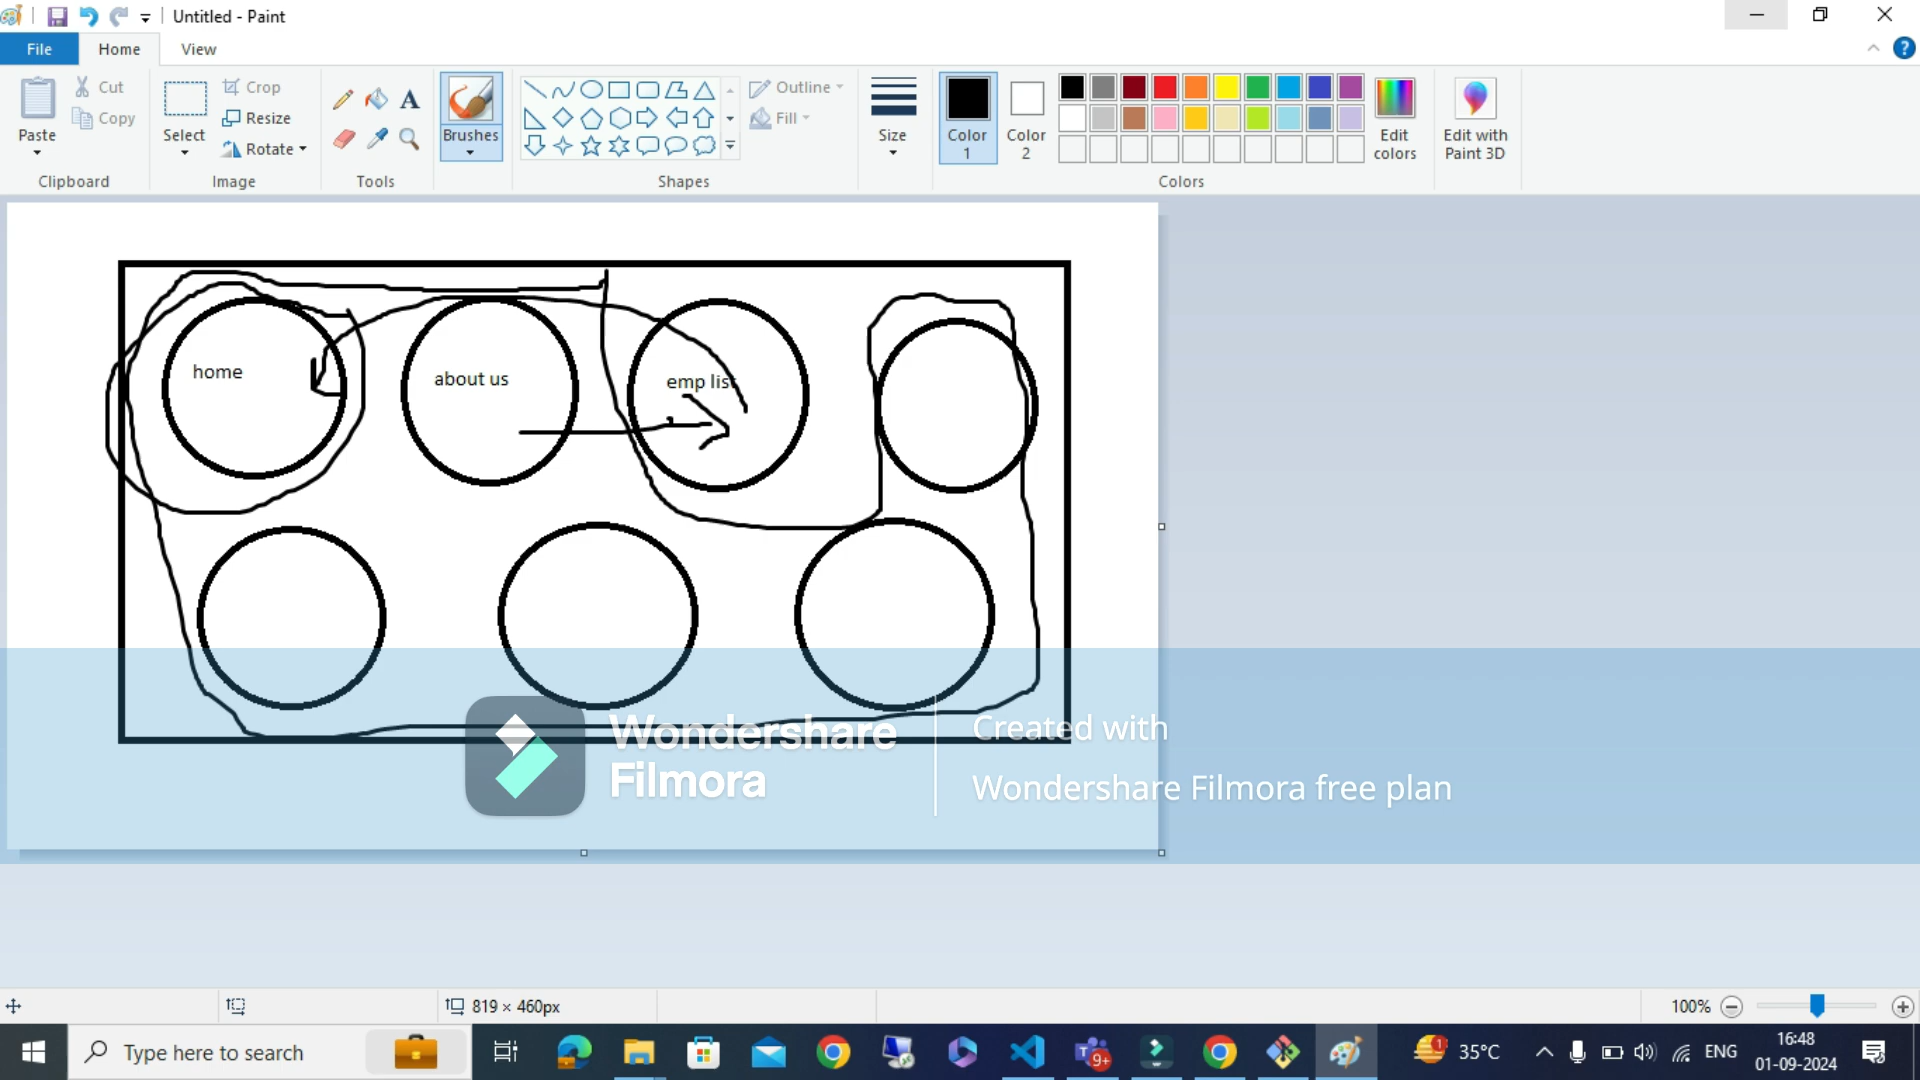 Untitled - Paint
File Home View
Paste
Cut
Copy
Clipboard
Select
Crop
Resize
Rotate
Image
Tools
Brushes
Shapes
Outline
Fill
Size
Color 1
Color 2
Colors
Edit colors
Edit with Paint 3D
home
about us
emp list
Wondershare
Filmora
Created with
Wondershare Filmora free plan
819 × 460px
100%
Type here to search
9+
1
35°C
ENG
16:48
01-09-2024